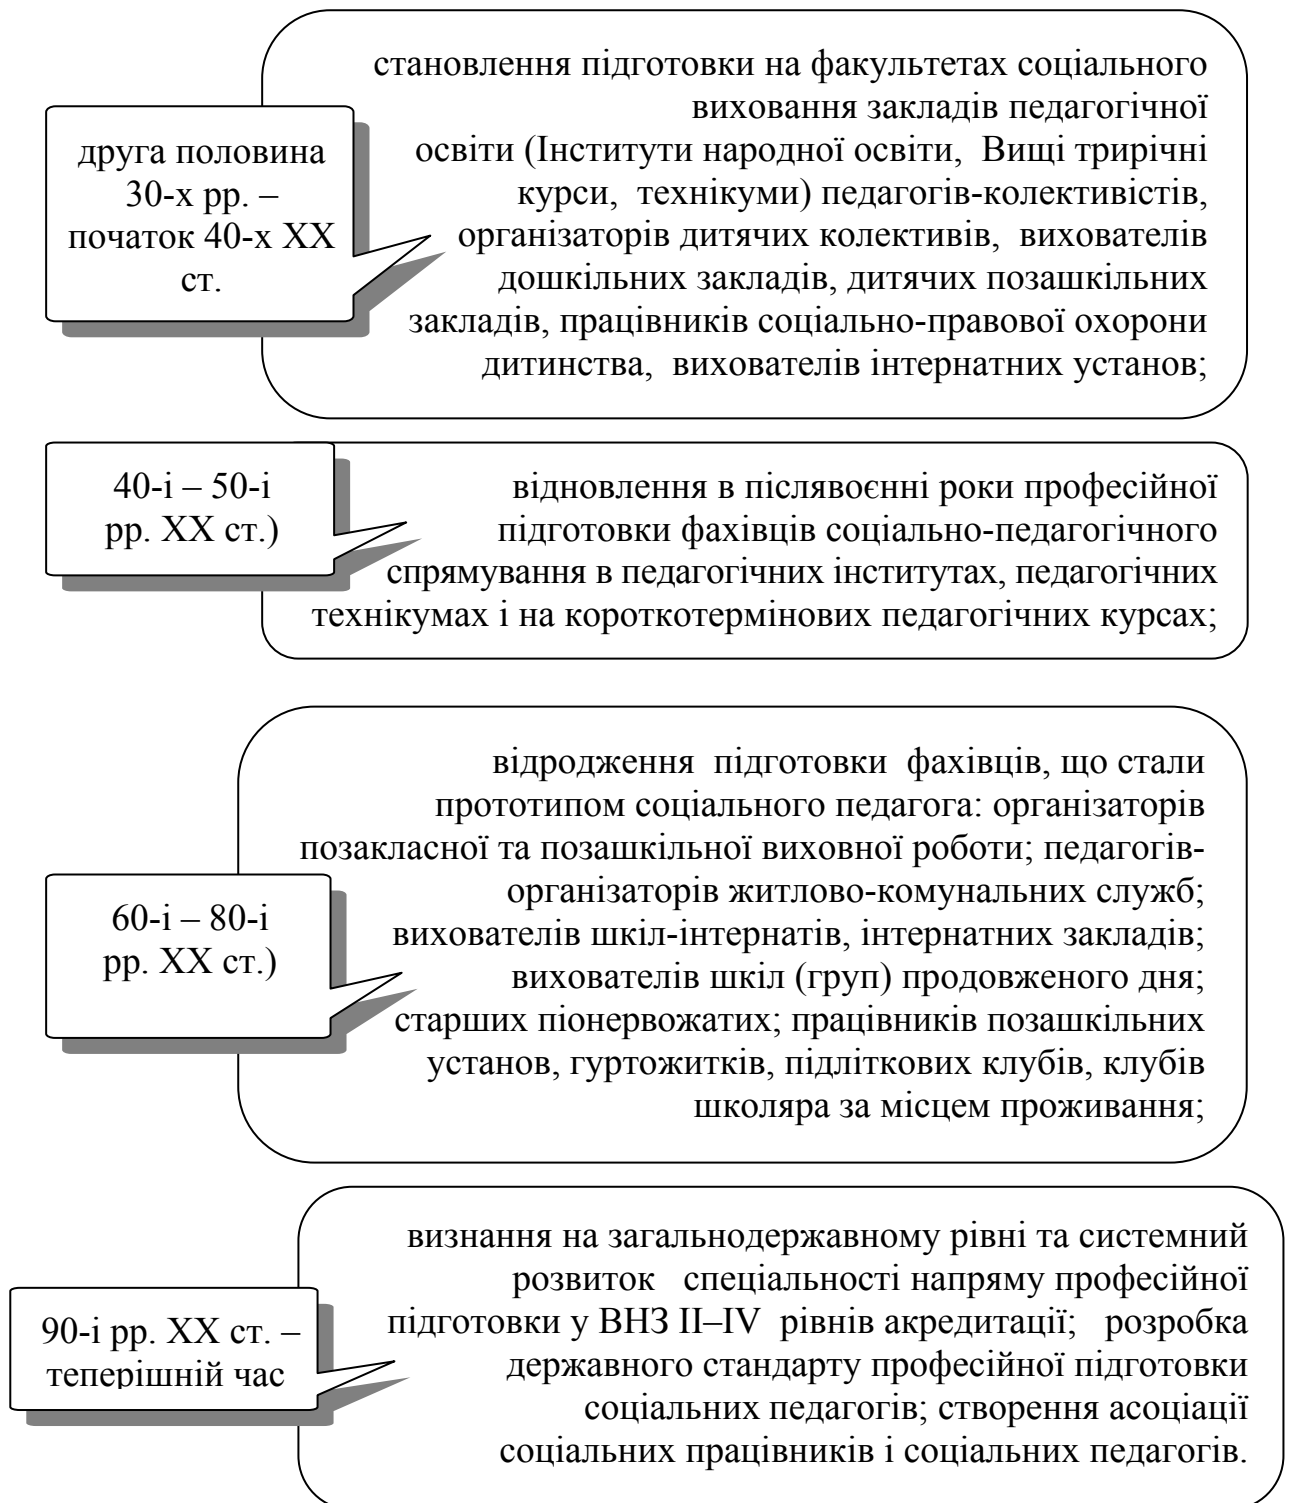 друга половина
30-х рр. –
початок 40-х ХХ
ст.
становлення підготовки на факультетах соціального
виховання закладів педагогічної
освіти (Інститути народної освіти, Вищі трирічні
курси, технікуми) педагогів-колективістів,
організаторів дитячих колективів, вихователів
дошкільних закладів, дитячих позашкільних
закладів, працівників соціально-правової охорони
дитинства, вихователів інтернатних установ;
40-і – 50-і
рр. ХХ ст.)
відновлення в післявоєнні роки професійної
підготовки фахівців соціально-педагогічного
спрямування в педагогічних інститутах, педагогічних
технікумах і на короткотермінових педагогічних курсах;
60-і – 80-і
рр. ХХ ст.)
відродження підготовки фахівців, що стали
прототипом соціального педагога: організаторів
позакласної та позашкільної виховної роботи; педагогів-
організаторів житлово-комунальних служб;
вихователів шкіл-інтернатів, інтернатних закладів;
вихователів шкіл (груп) продовженого дня;
старших піонервожатих; працівників позашкільних
установ, гуртожитків, підліткових клубів, клубів
школяра за місцем проживання;
90-і рр. ХХ ст. –
теперішній час
визнання на загальнодержавному рівні та системний
розвиток спеціальності напряму професійної
підготовки у ВНЗ ІІ–ІV рівнів акредитації; розробка
державного стандарту професійної підготовки
соціальних педагогів; створення асоціації
соціальних працівників і соціальних педагогів.